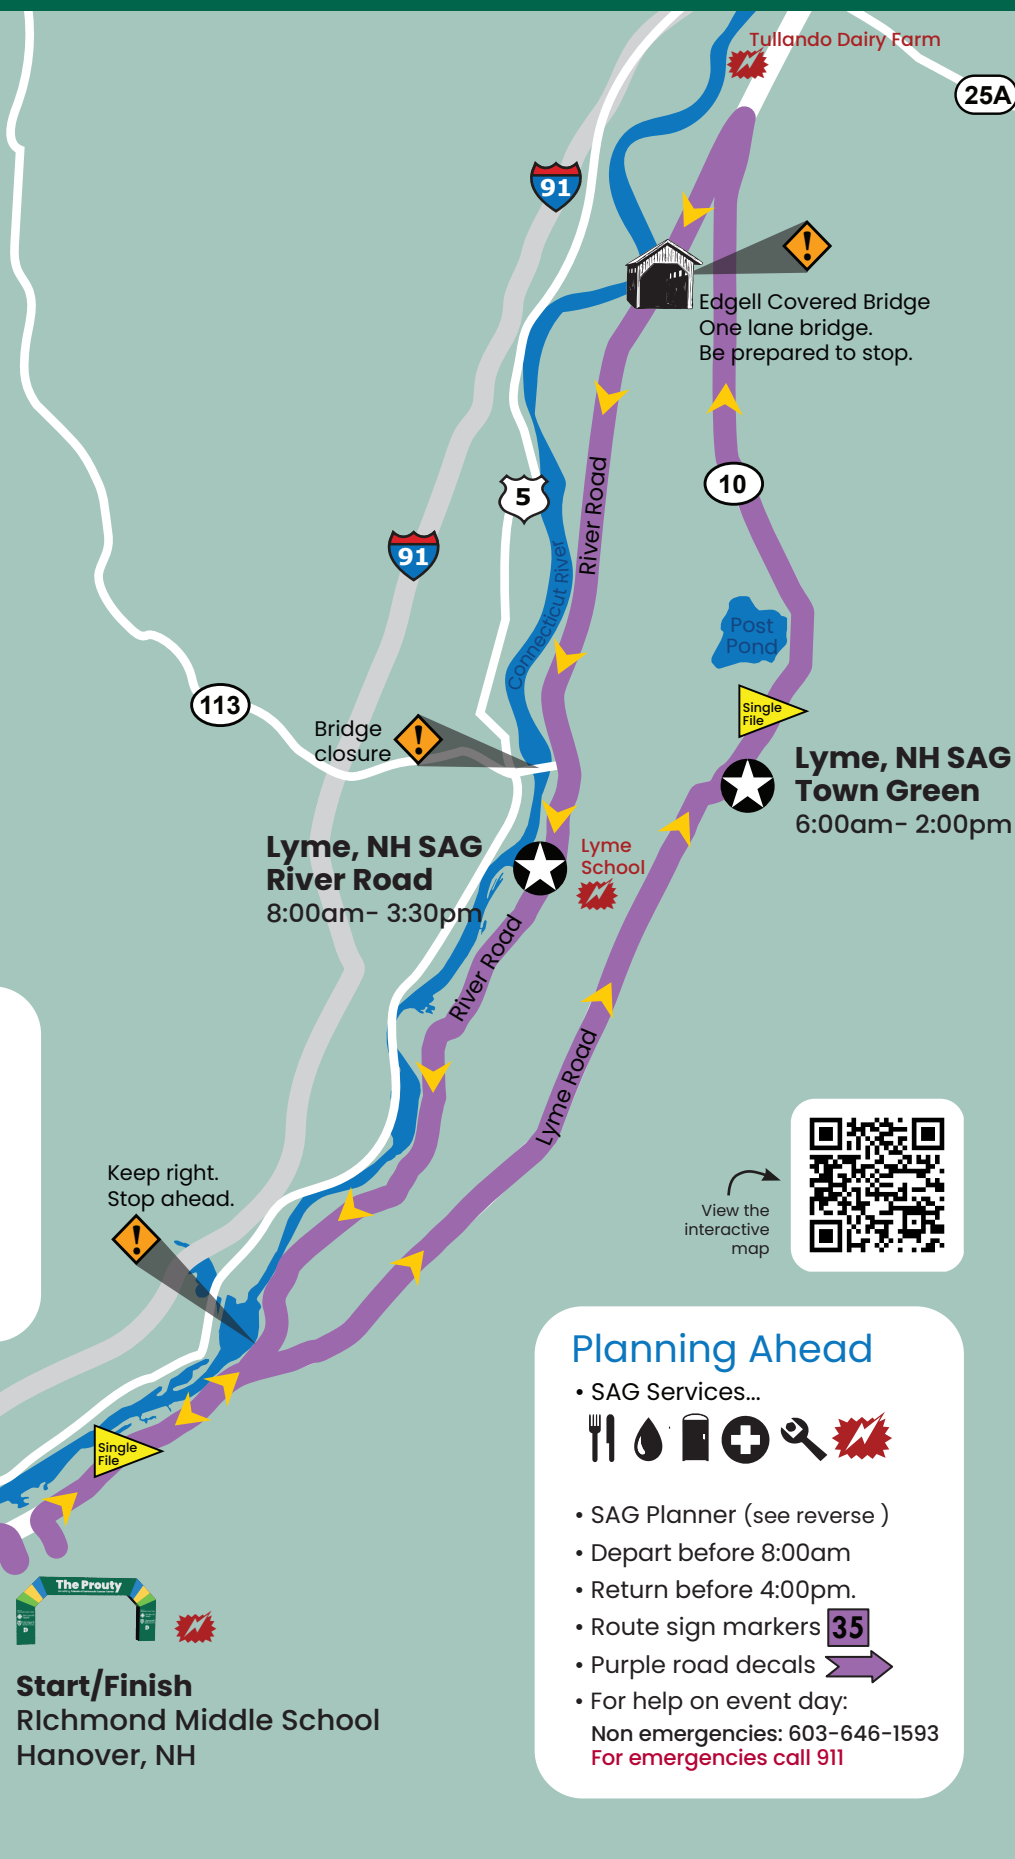 Tullando Dairy Farm
25A
91
Edgell Covered Bridge
One lane bridge.
Be prepared to stop.
River Road
5
10
91
Connecticut River
Post
Pond
113
Single
File
Bridge
closure
Lyme, NH SAG
Town Green
6:00am- 2:00pm
Lyme, NH SAG
River Road
8:00am- 3:30pm
Lyme
School
River Road
Lyme Road
Keep right.
Stop ahead.
View the
interactive
map
Single
File
Planning Ahead
• SAG Services...
• SAG Planner (see reverse )
• Depart before 8:00am
• Return before 4:00pm.
• Route sign markers 35
• Purple road decals
• For help on event day:
Non emergencies: 603-646-1593
For emergencies call 911
The Prouty
Start/Finish
RIchmond Middle School
Hanover, NH